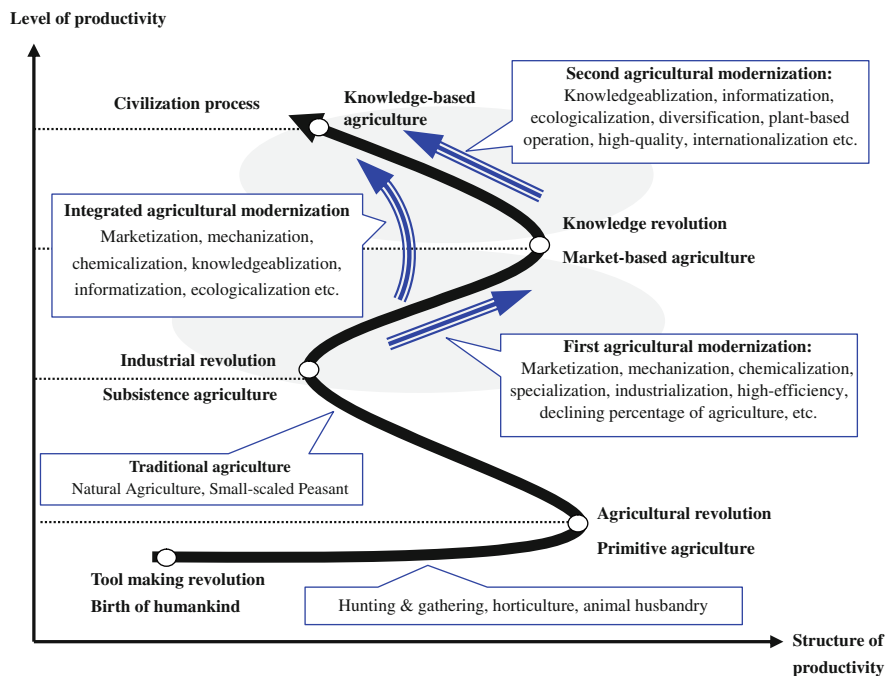 Level of productivity
Civilization process
Knowledge-based
agriculture
Second agricultural modernization:
Knowledgeablization, informatization,
ecologicalization, diversification, plant-based
operation, high-quality, internationalization etc.
Integrated agricultural modernization
Marketization, mechanization,
chemicalization, knowledgeablization,
informatization, ecologicalization etc.
Knowledge revolution
Market-based agriculture
Industrial revolution
Subsistence agriculture
First agricultural modernization:
Marketization, mechanization, chemicalization,
specialization, industrialization, high-efficiency,
declining percentage of agriculture, etc.
Traditional agriculture
Natural Agriculture, Small-scaled Peasant
Agricultural revolution
Primitive agriculture
Tool making revolution
Birth of humankind
Hunting & gathering, horticulture, animal husbandry
Structure of
productivity